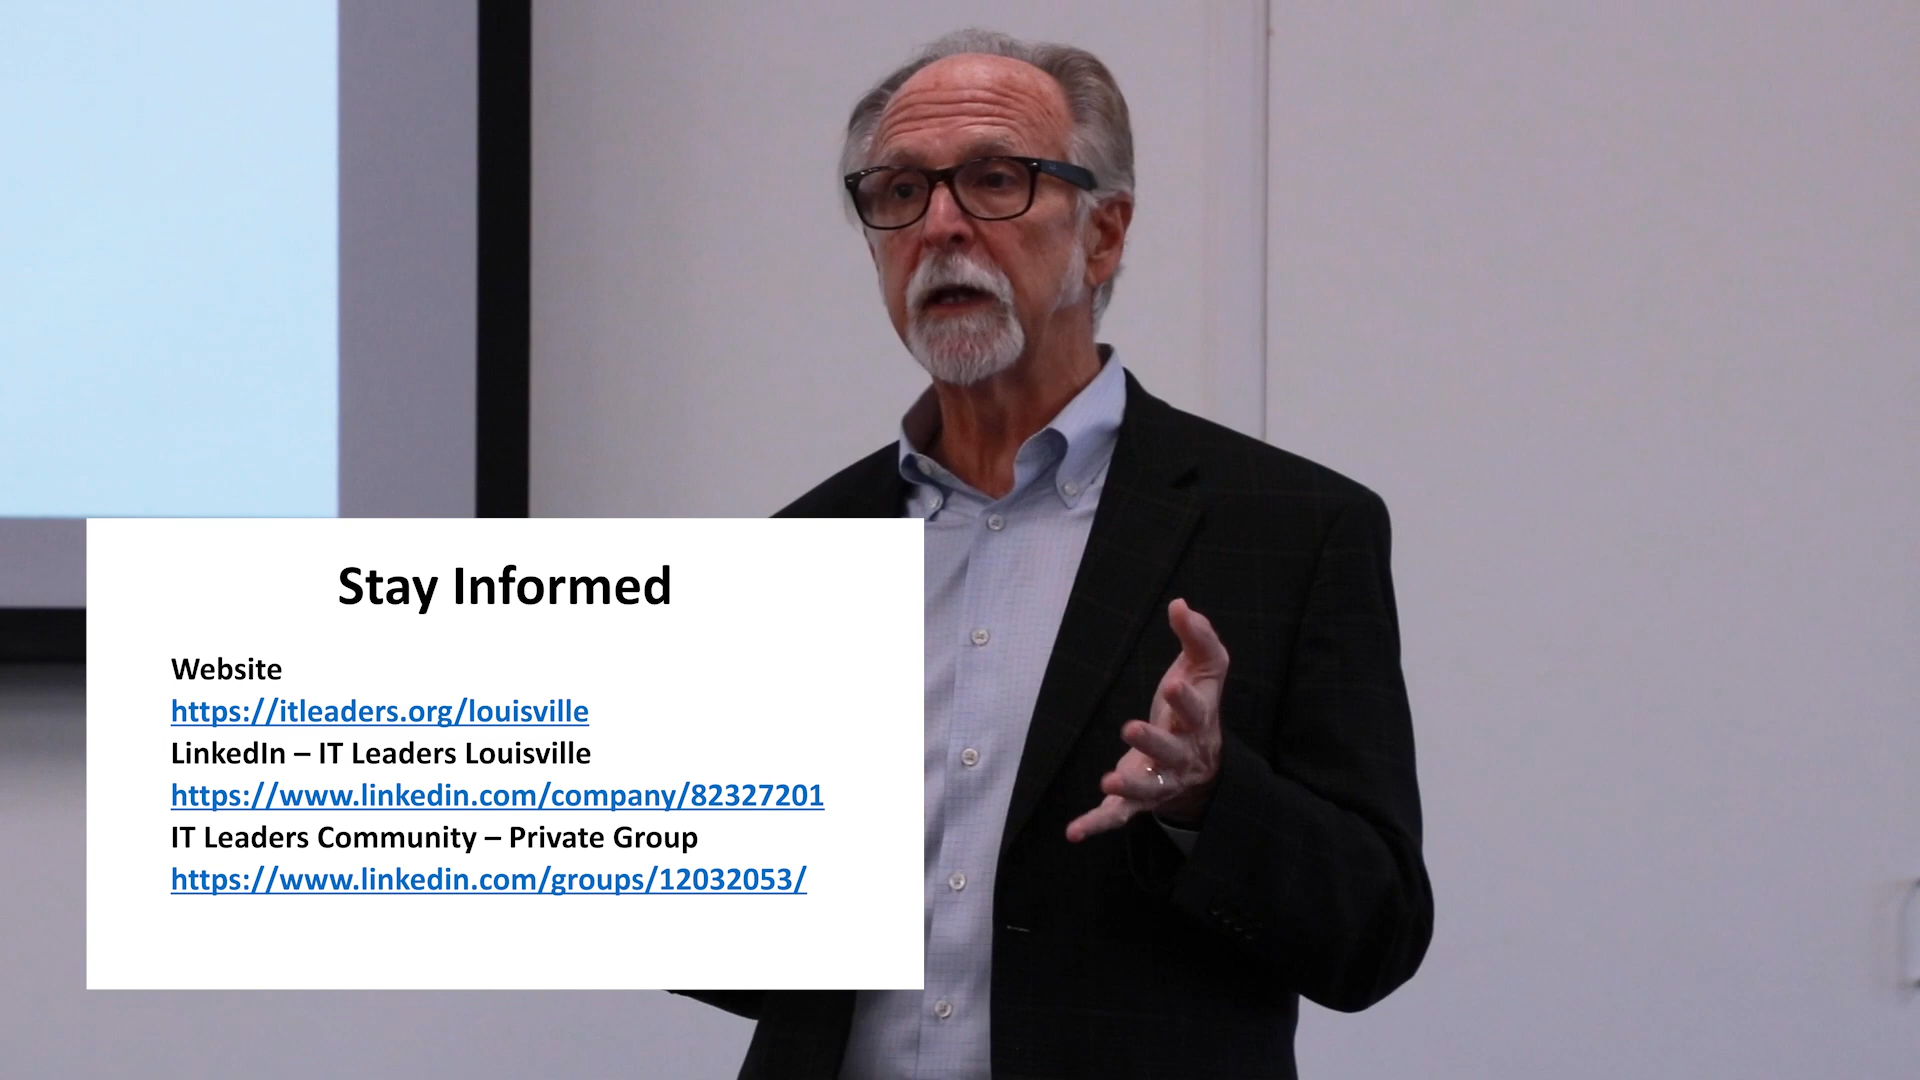 Stay Informed
Website
https://itleaders.org/louisville
LinkedIn – IT Leaders Louisville
https://www.linkedin.com/company/82327201
IT Leaders Community – Private Group
https://www.linkedin.com/groups/12032053/